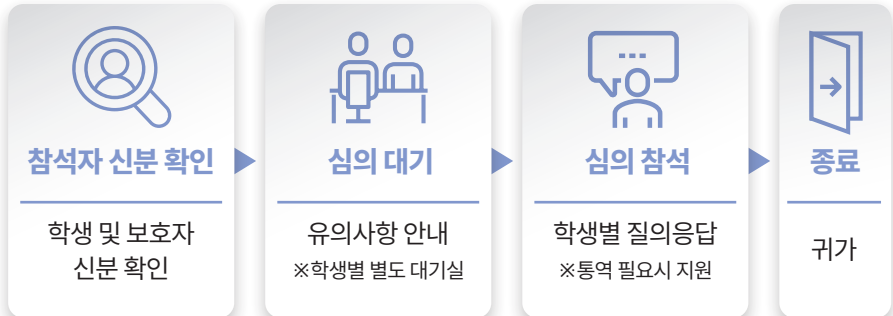 참석자 신분 확인
학생 및 보호자
신분 확인
심의 대기
유의사항 안내
※학생별 별도 대기실
심의 참석
학생별 질의응답
※통역 필요시 지원
종료
귀가